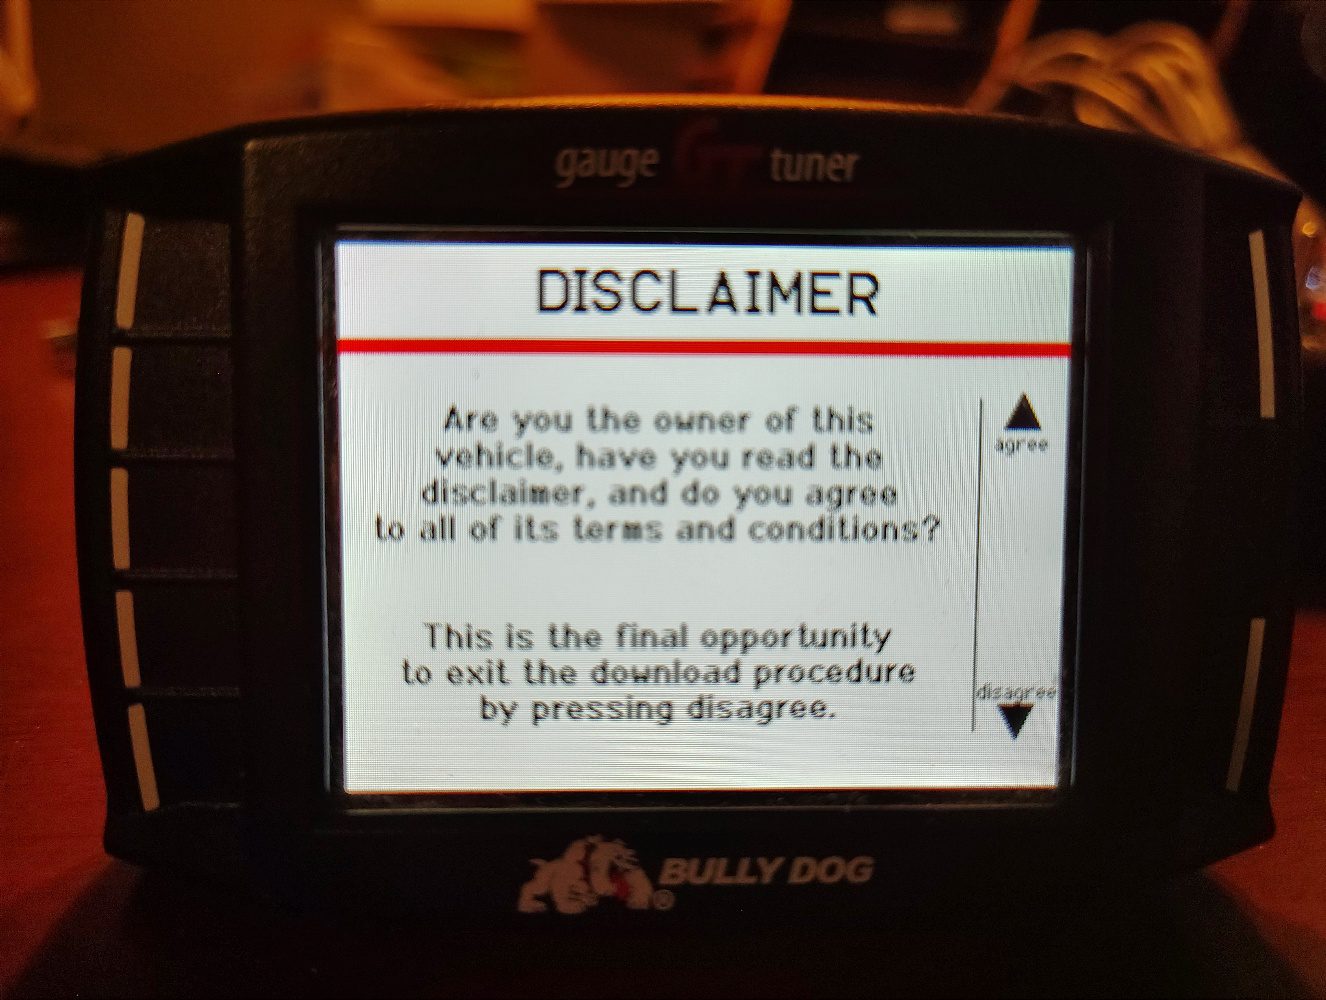 gauge GT tuner
DISCLAIMER
Are you the owner of this
vehicle, have you read the
disclaimer, and do you agree
to all of its terms and conditions?
agree
This is the final opportunity
to exit the download procedure
by pressing disagree.
disagree
BULLY DOG®